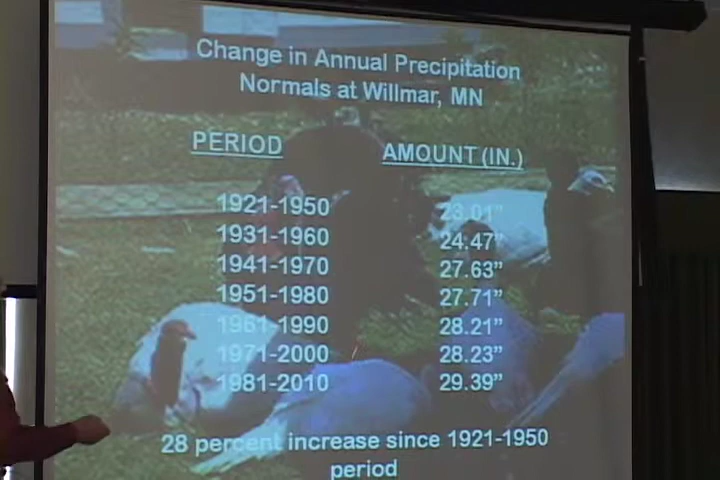 Change in Annual Precipitation
Normals at Willmar, MN
PERIOD AMOUNT (IN.)
1921-1950 23.01"
1931-1960 24.47"
1941-1970 27.63"
1951-1980 27.71"
1961-1990 28.21"
1971-2000 28.23"
1981-2010 29.39"
28 percent increase since 1921-1950
period